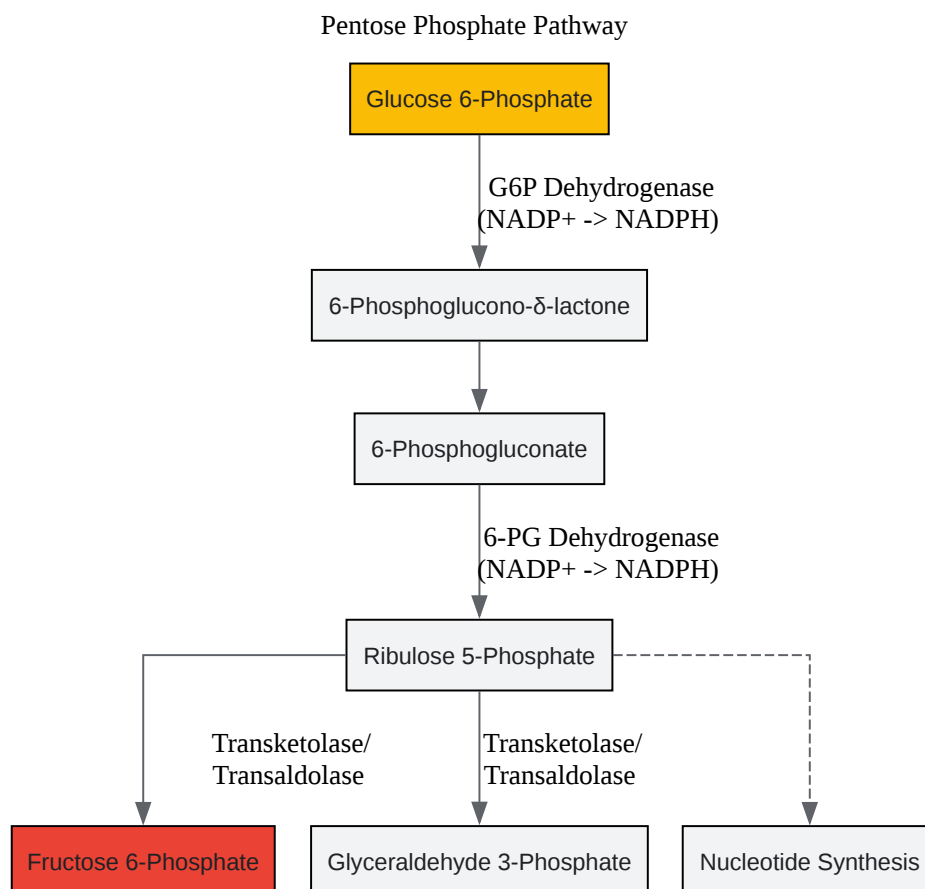 Pentose Phosphate Pathway
Glucose 6-Phosphate
G6P Dehydrogenase
(NADP+ -> NADPH)
6-Phosphoglucono-δ-lactone
6-Phosphogluconate
6-PG Dehydrogenase
(NADP+ -> NADPH)
Ribulose 5-Phosphate
Transketolase/
Transaldolase
Transketolase/
Transaldolase
Fructose 6-Phosphate
Glyceraldehyde 3-Phosphate
Nucleotide Synthesis